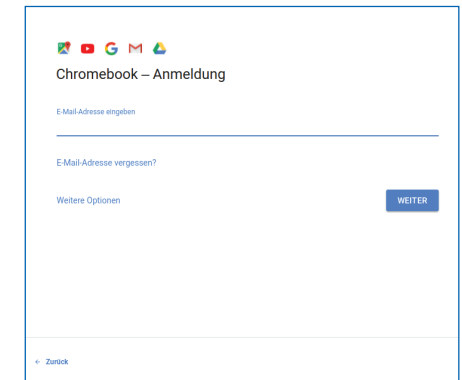 Chromebook – Anmeldung
E-Mail-Adresse eingeben
E-Mail-Adresse vergessen?
Weitere Optionen
WEITER
← Zurück